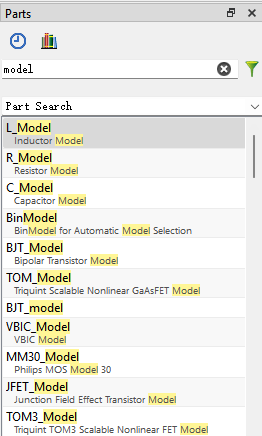 Parts
model
Part Search
L_Model
Inductor Model
R_Model
Resistor Model
C_Model
Capacitor Model
BinModel
BinModel for Automatic Model Selection
BJT_Model
Bipolar Transistor Model
TOM_Model
Triquint Scalable Nonlinear GaAsFET Model
BJT_model
VBIC_Model
VBIC Model
MM30_Model
Philips MOS Model 30
JFET_Model
Junction Field Effect Transistor Model
TOM3_Model
Triquint TOM3 Scalable Nonlinear FET Model